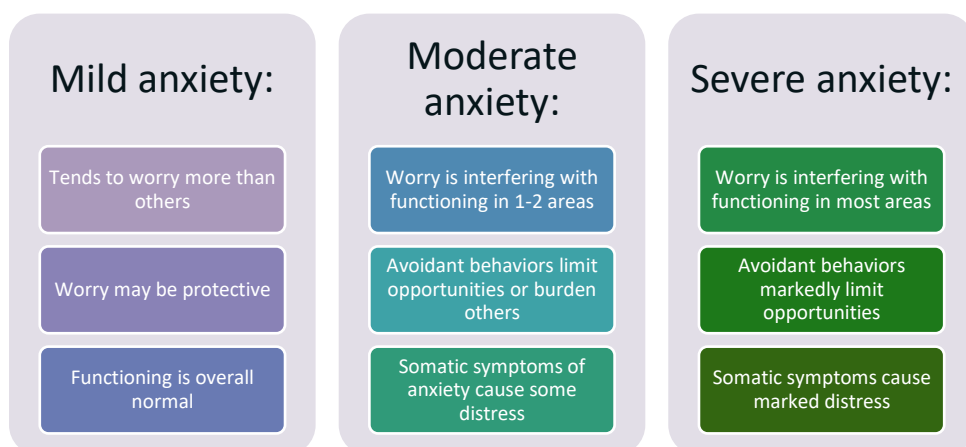 Mild anxiety:
Tends to worry more than
others
Worry may be protective
Functioning is overall
normal
Moderate
anxiety:
Worry is interfering with
functioning in 1-2 areas
Avoidant behaviors limit
opportunities or burden
others
Somatic symptoms of
anxiety cause some
distress
Severe anxiety:
Worry is interfering with
functioning in most areas
Avoidant behaviors
markedly limit
opportunities
Somatic symptoms cause
marked distress